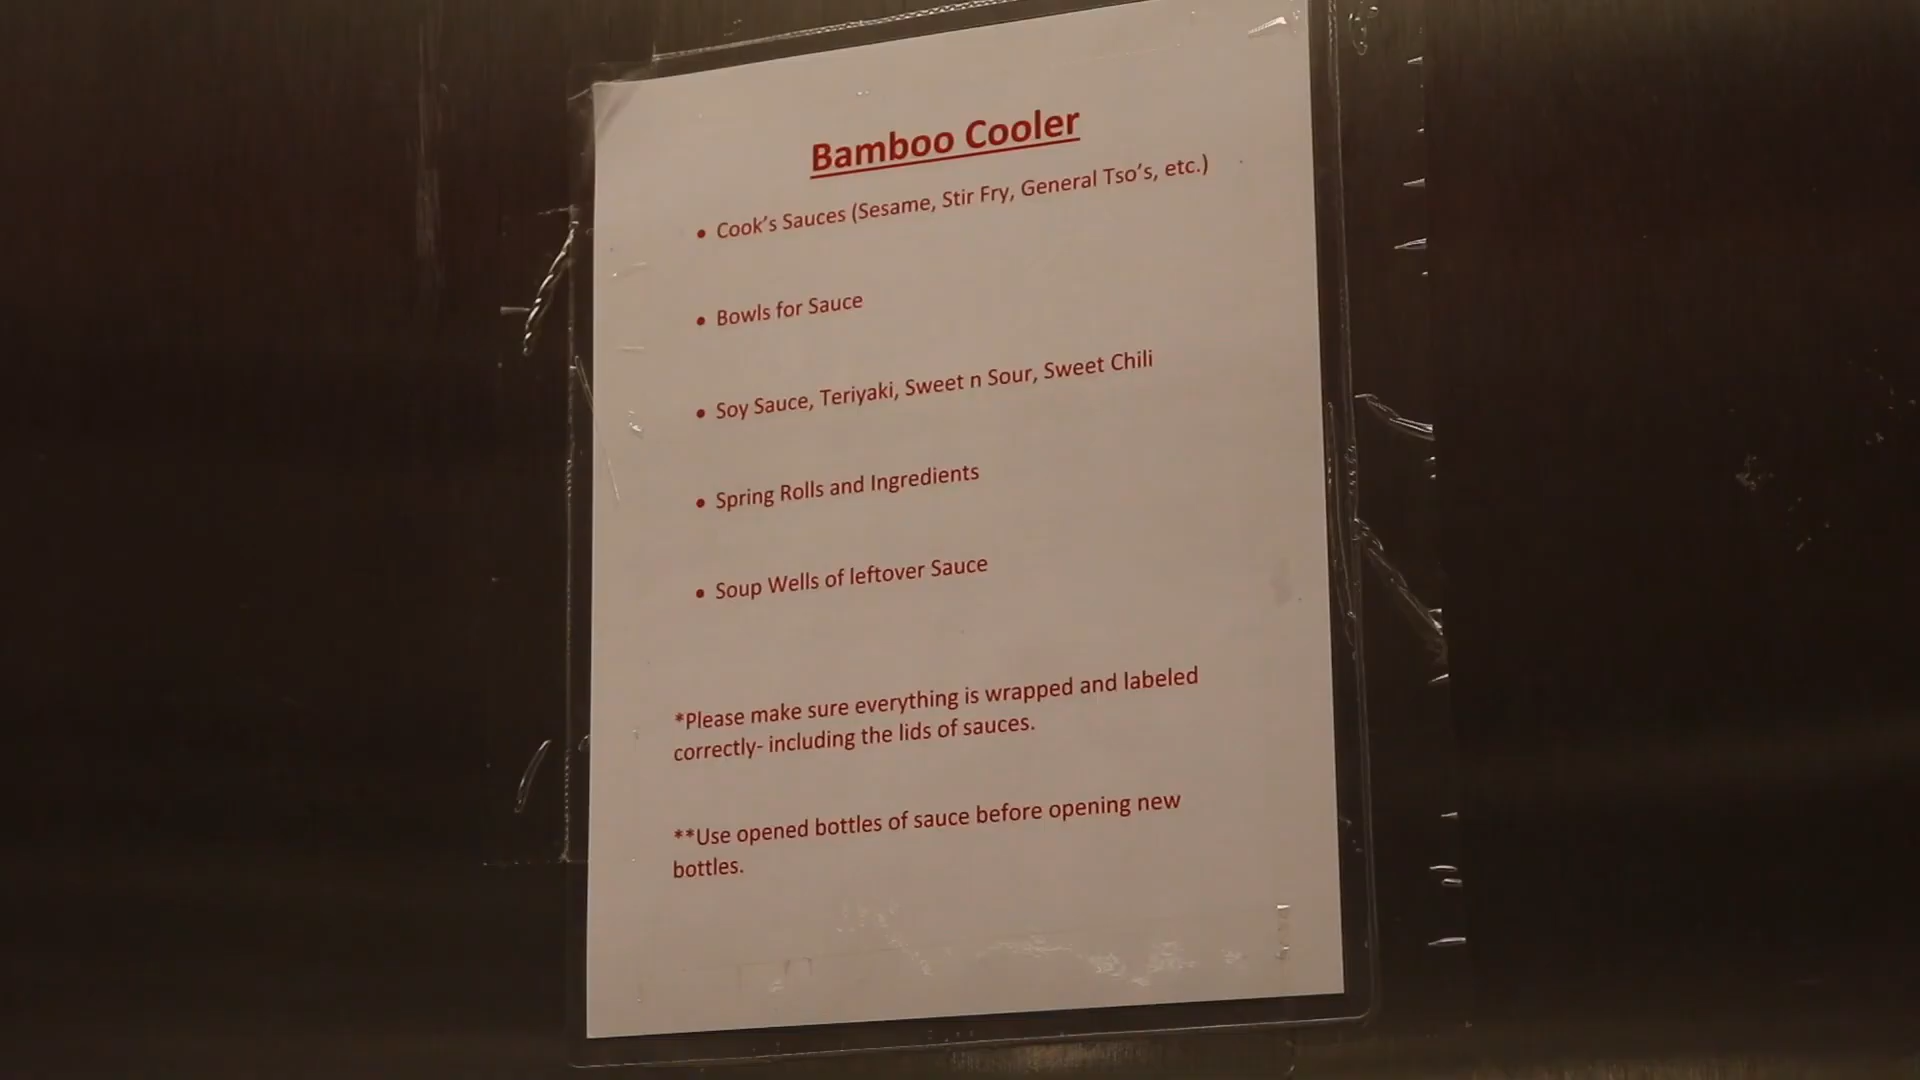 Bamboo Cooler
• Cook's Sauces (Sesame, Stir Fry, General Tso's, etc.)
• Bowls for Sauce
• Soy Sauce, Teriyaki, Sweet n Sour, Sweet Chili
• Spring Rolls and Ingredients
• Soup Wells of leftover Sauce
*Please make sure everything is wrapped and labeled
correctly- including the lids of sauces.
**Use opened bottles of sauce before opening new
bottles.